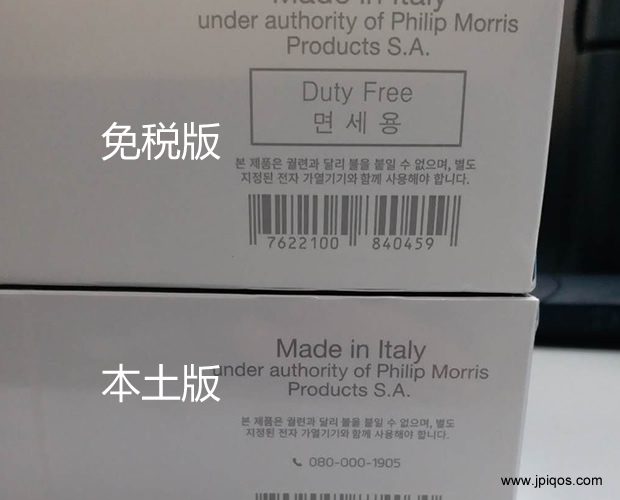 Made in Italy
under authority of Philip Morris
Products S.A.
Duty Free
면세용
免税版
본 제품은 궐련과 달리 불을 붙일 수 없으며, 별도
지정된 전자 가열기기와 함께 사용해야 합니다.
7622100 840459
Made in Italy
under authority of Philip Morris
Products S.A.
本土版
본 제품은 궐련과 달리 불을 붙일 수 없으며, 별도
지정된 전자 가열기기와 함께 사용해야 합니다.
080-000-1905
www.jpiqos.com